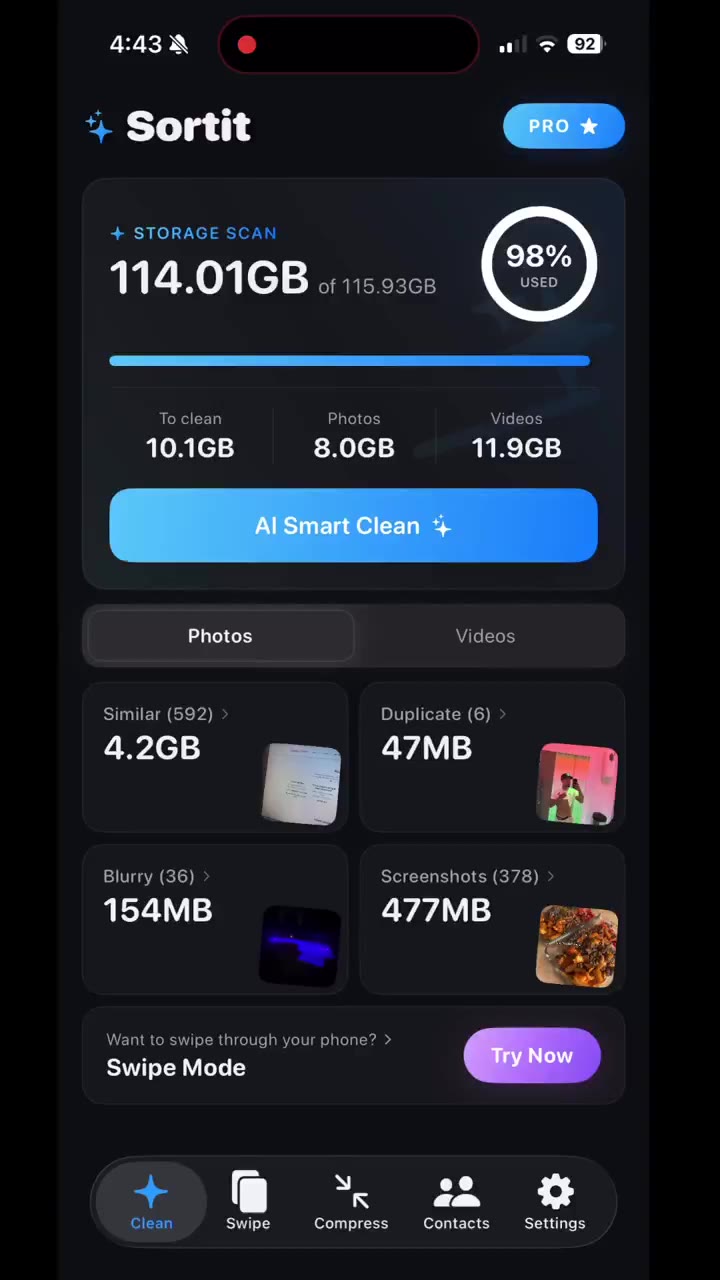 4:43
92
Sortit
PRO
STORAGE SCAN
114.01GB of 115.93GB
98%
USED
To clean
10.1GB
Photos
8.0GB
Videos
11.9GB
AI Smart Clean
Photos
Videos
Similar (592) >
4.2GB
Duplicate (6) >
47MB
Blurry (36) >
154MB
Screenshots (378) >
477MB
Want to swipe through your phone? >
Swipe Mode
Try Now
Clean
Swipe
Compress
Contacts
Settings